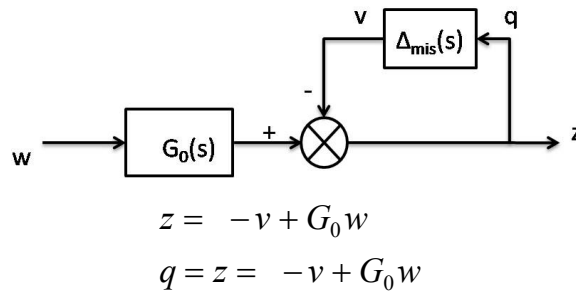 v
q
Δmis(s)
-
+
w
G0(s)
z
z = -v + G0w
q = z = -v + G0w